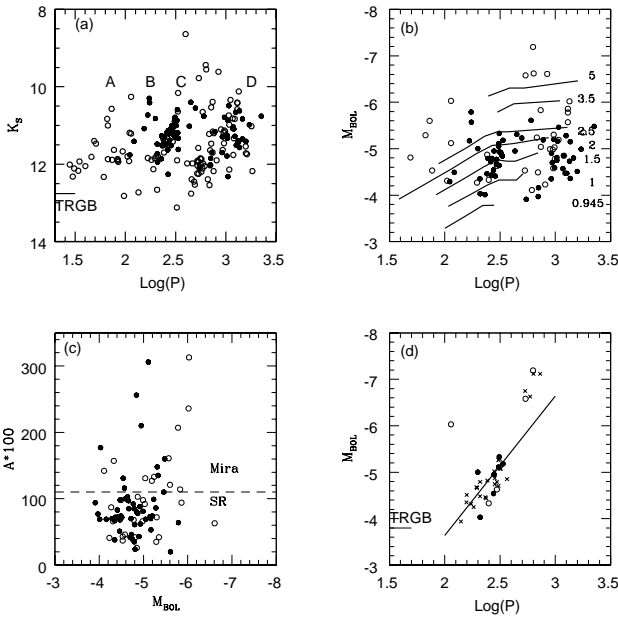 (a)
8
10
12
14
K_S
A
B
C
D
TRGB
1.5
2
2.5
3
3.5
Log(P)
(b)
-8
-7
-6
-5
-4
-3
M_BOL
5
3.5
2.5
2
1.5
1
0.945
1.5
2
2.5
3
3.5
Log(P)
(c)
300
200
100
0
A*100
Mira
SR
-3
-4
-5
-6
-7
-8
M_BOL
(d)
-8
-7
-6
-5
-4
-3
M_BOL
TRGB
1.5
2
2.5
3
3.5
Log(P)